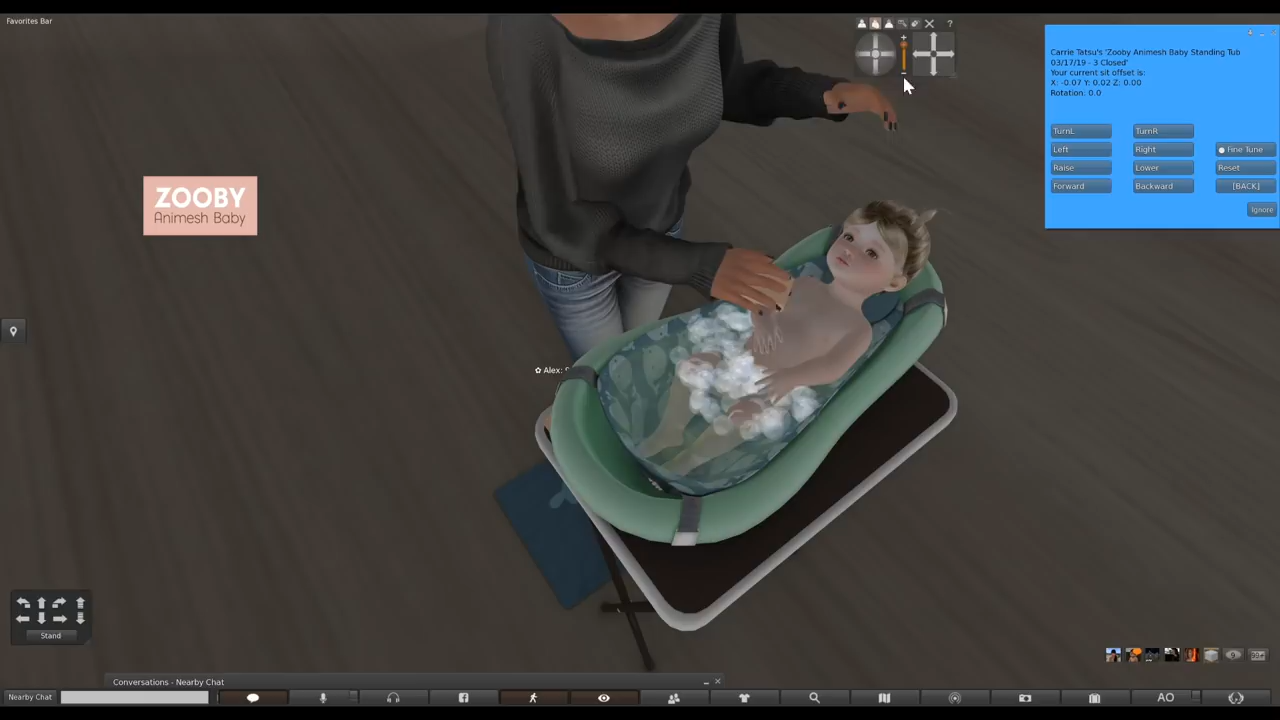 Favorites Bar
?
Carrie Tatsu's 'Zooby Animesh Baby Standing Tub
03/17/19 - 3 Closed'
Your current sit offset is:
X: -0.07 Y: 0.02 Z: 0.00
Rotation: 0.0
TurnL
TurnR
Left
Right
Fine Tune
Raise
Lower
Reset
Forward
Backward
[BACK]
Ignore
ZOOBY
Animesh Baby
Alex:
Stand
Conversations - Nearby Chat
Nearby Chat
AO